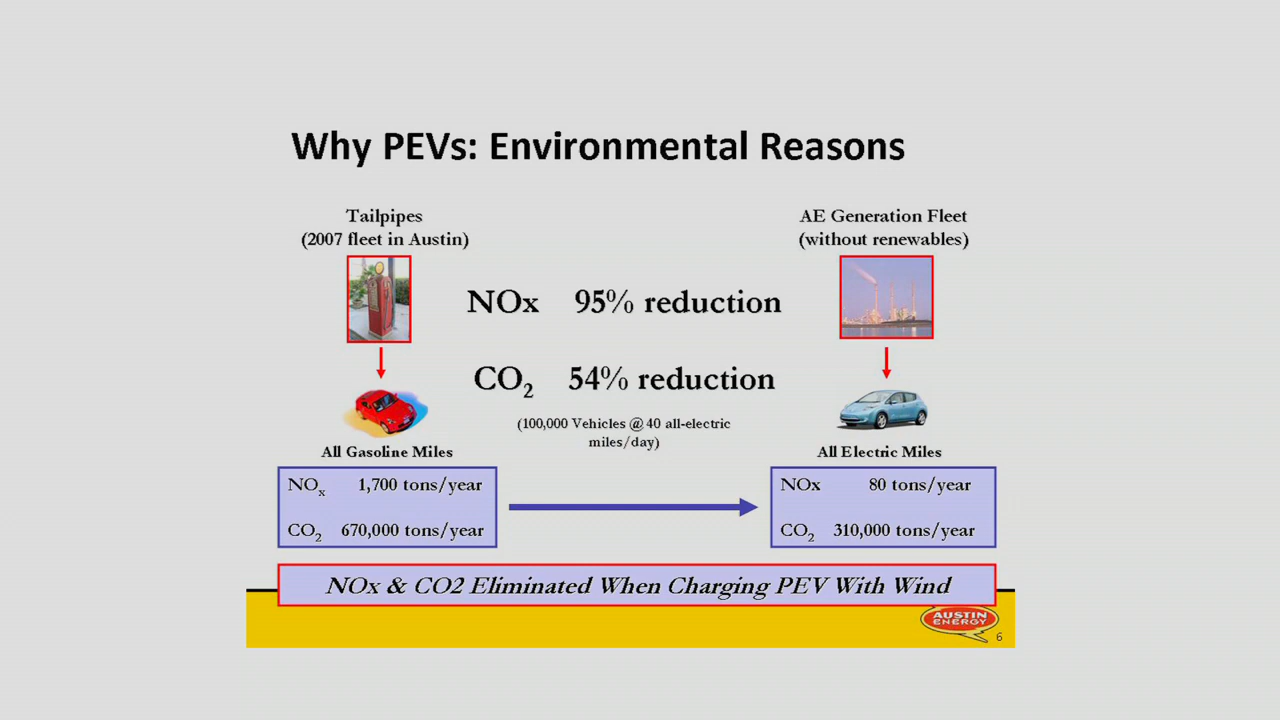 Why PEVs: Environmental Reasons
Tailpipes
(2007 fleet in Austin)
AE Generation Fleet
(without renewables)
NOx 95% reduction
CO2 54% reduction
(100,000 Vehicles @ 40 all-electric
miles/day)
All Gasoline Miles
All Electric Miles
NOx 1,700 tons/year
CO2 670,000 tons/year
NOx 80 tons/year
CO2 310,000 tons/year
NOx & CO2 Eliminated When Charging PEV With Wind
AUSTIN
ENERGY
6